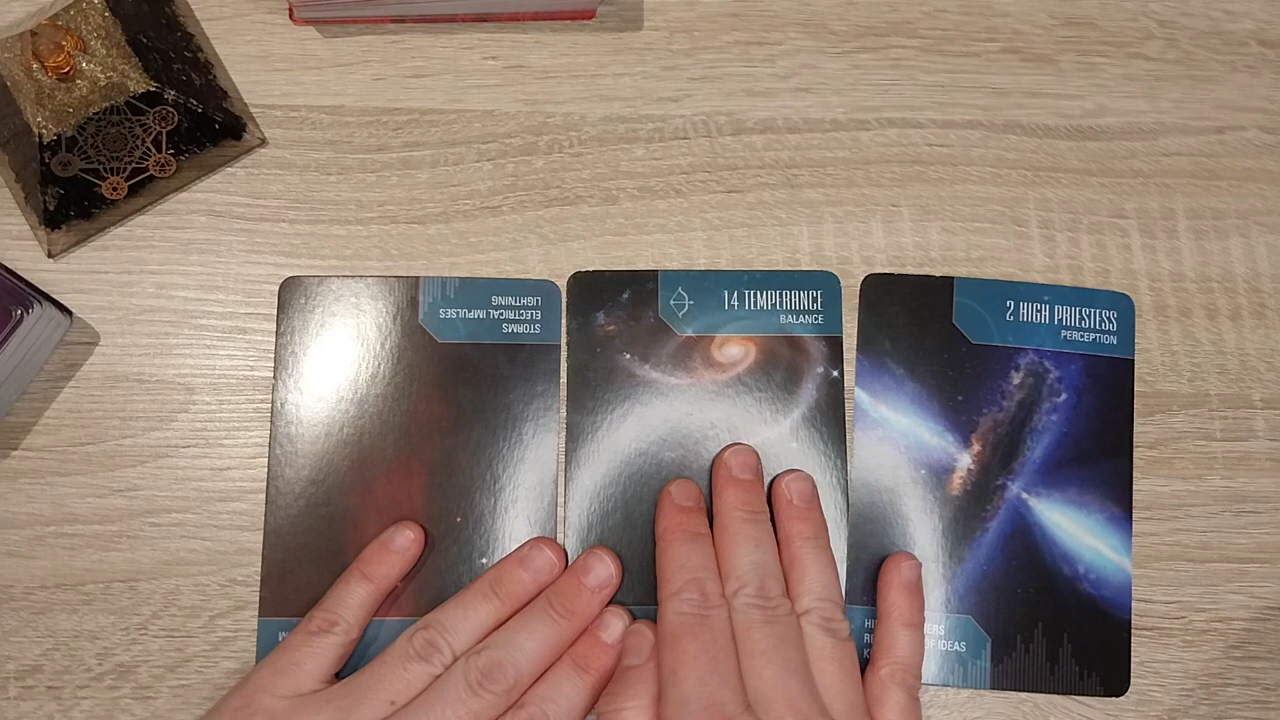 STORMS
ELECTRICAL IMPULSES
LIGHTNING
14 TEMPERANCE
BALANCE
2 HIGH PRIESTESS
PERCEPTION
OF IDEAS